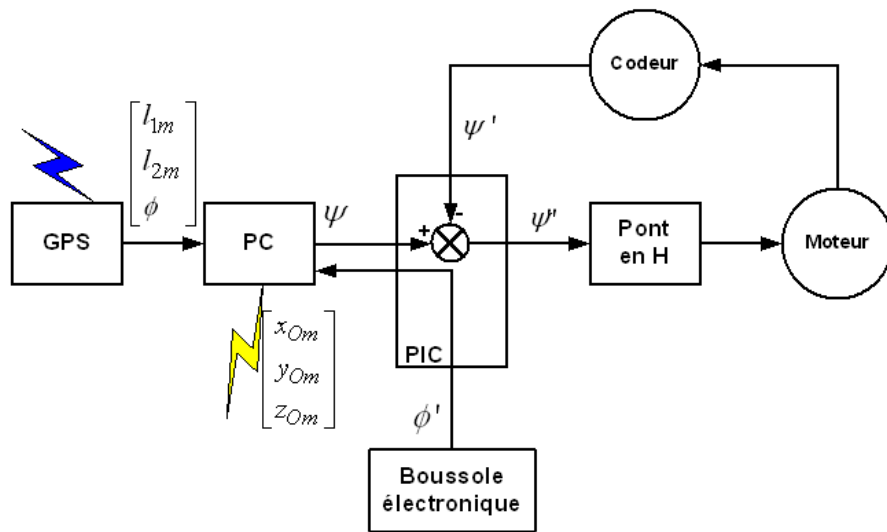 Codeur
ψ'
l1m
l2m
ϕ
GPS
PC
ψ
+
-
ψ"
Pont
en H
Moteur
xOm
yOm
zOm
PIC
ϕ'
Boussole
électronique